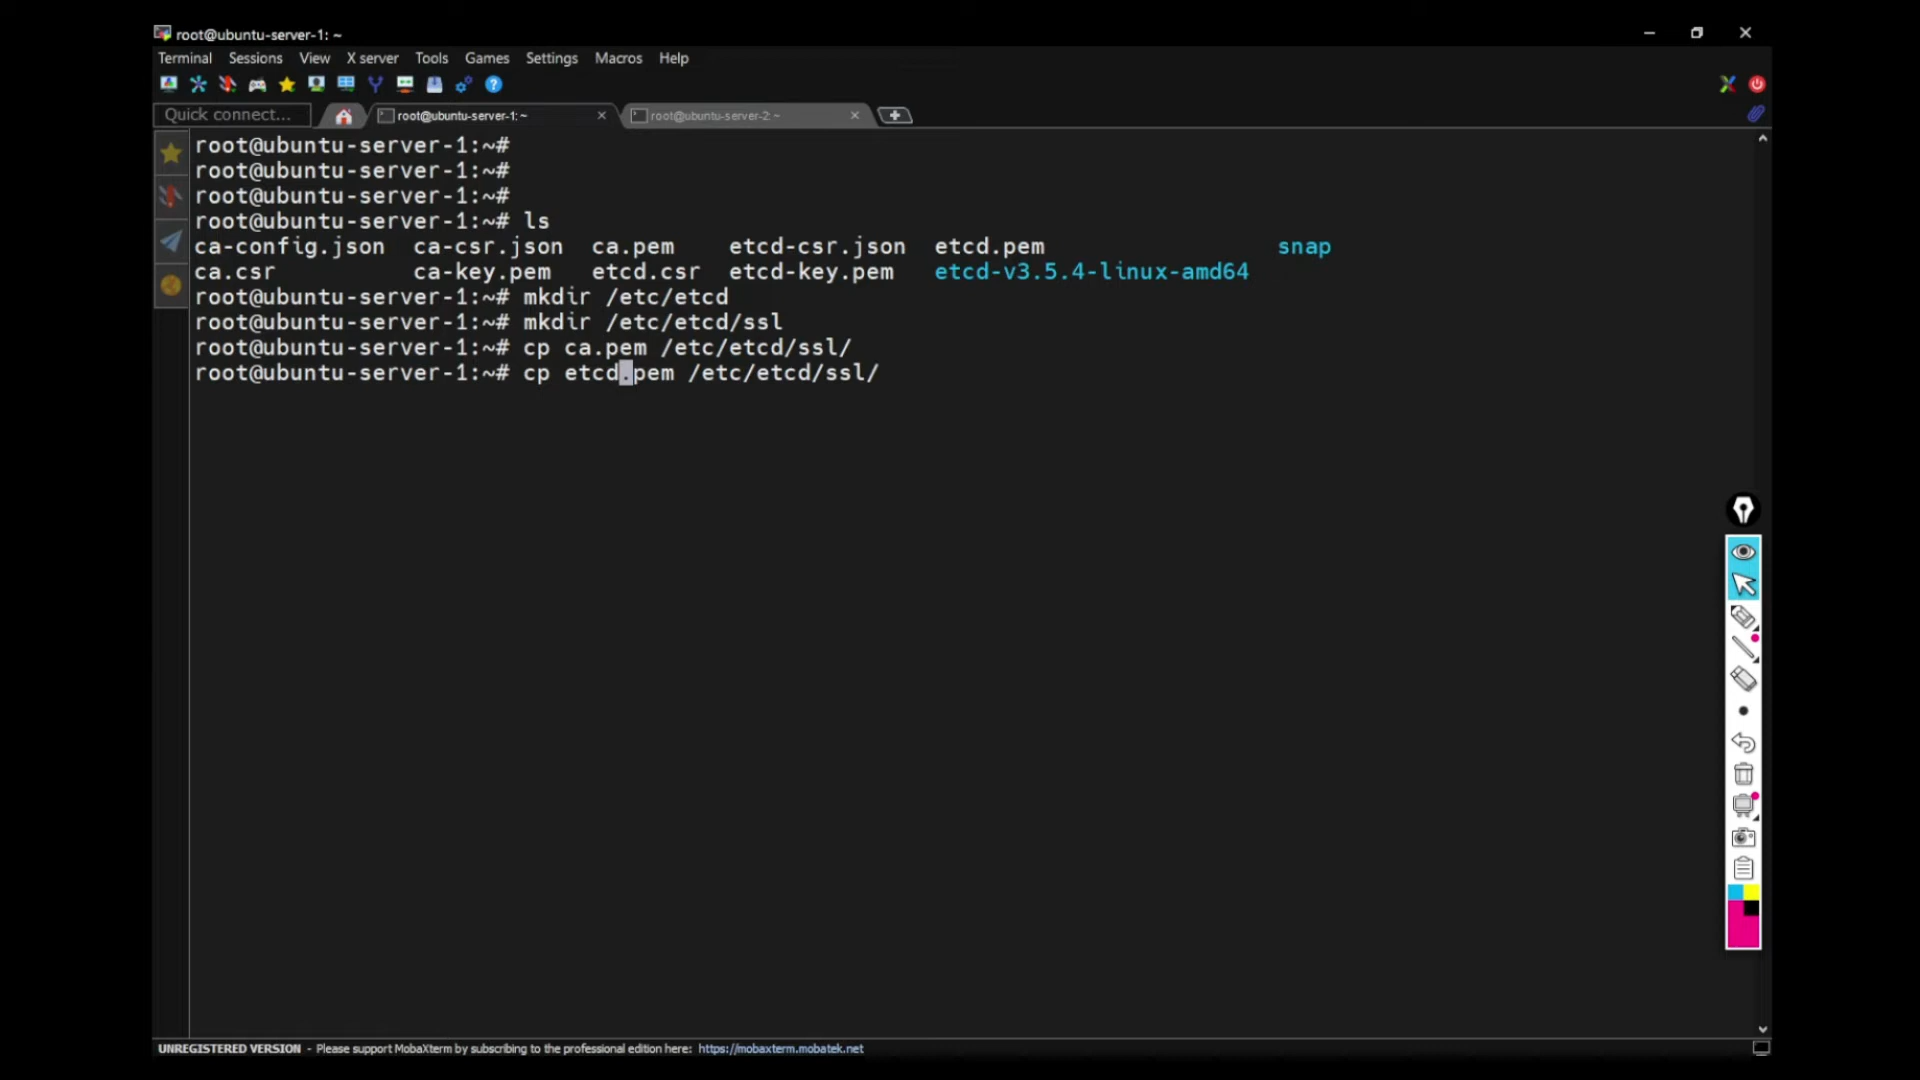 root@ubuntu-server-1: ~
Terminal Sessions View X server Tools Games Settings Macros Help
Quick connect... root@ubuntu-server-1: ~ root@ubuntu-server-2: ~
root@ubuntu-server-1:~#
root@ubuntu-server-1:~#
root@ubuntu-server-1:~#
root@ubuntu-server-1:~# ls
ca-config.json ca-csr.json ca.pem etcd-csr.json etcd.pem snap
ca.csr ca-key.pem etcd.csr etcd-key.pem etcd-v3.5.4-linux-amd64
root@ubuntu-server-1:~# mkdir /etc/etcd
root@ubuntu-server-1:~# mkdir /etc/etcd/ssl
root@ubuntu-server-1:~# cp ca.pem /etc/etcd/ssl/
root@ubuntu-server-1:~# cp etcd.pem /etc/etcd/ssl/
UNREGISTERED VERSION - Please support MobaXterm by subscribing to the professional edition here: https://mobaxterm.mobatek.net